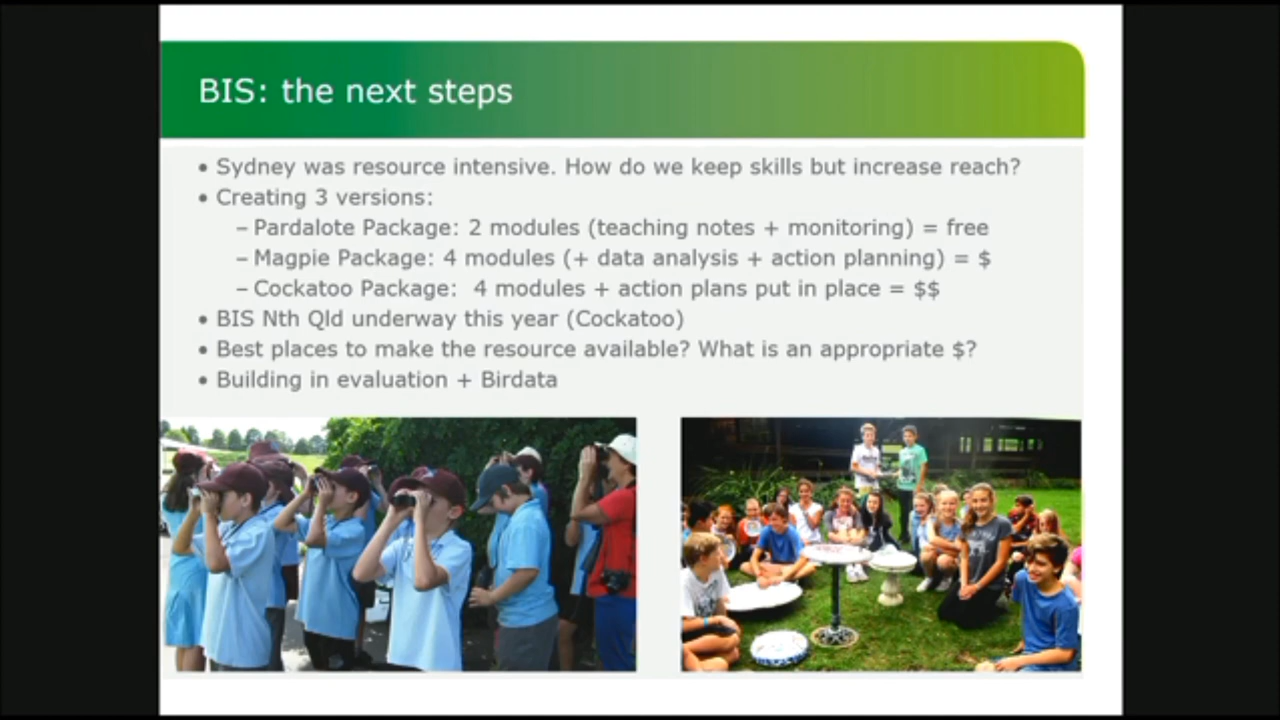 BIS: the next steps
• Sydney was resource intensive. How do we keep skills but increase reach?
• Creating 3 versions:
– Pardalote Package: 2 modules (teaching notes + monitoring) = free
– Magpie Package: 4 modules (+ data analysis + action planning) = $
– Cockatoo Package:  4 modules + action plans put in place = $$
• BIS Nth Qld underway this year (Cockatoo)
• Best places to make the resource available? What is an appropriate $?
• Building in evaluation + Birdata